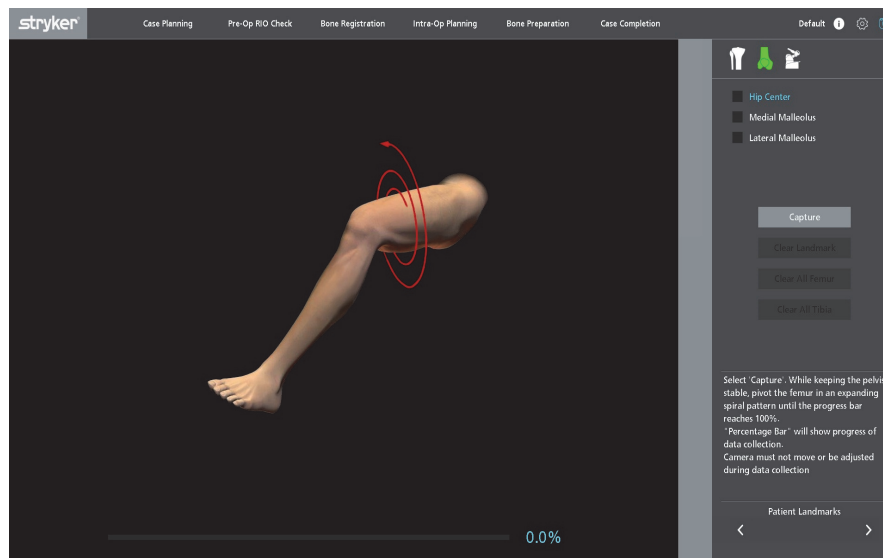 stryker
Case Planning Pre-Op RIO Check Bone Registration Intra-Op Planning Bone Preparation Case Completion Default
Hip Center
Medial Malleolus
Lateral Malleolus
Capture
Clear Landmark
Clear All Femur
Clear All Tibia
Select 'Capture'. While keeping the pelvis
stable, pivot the femur in an expanding
spiral pattern until the progress bar
reaches 100%.
"Percentage Bar" will show progress of
data collection.
Camera must not move or be adjusted
during data collection
Patient Landmarks
0.0%